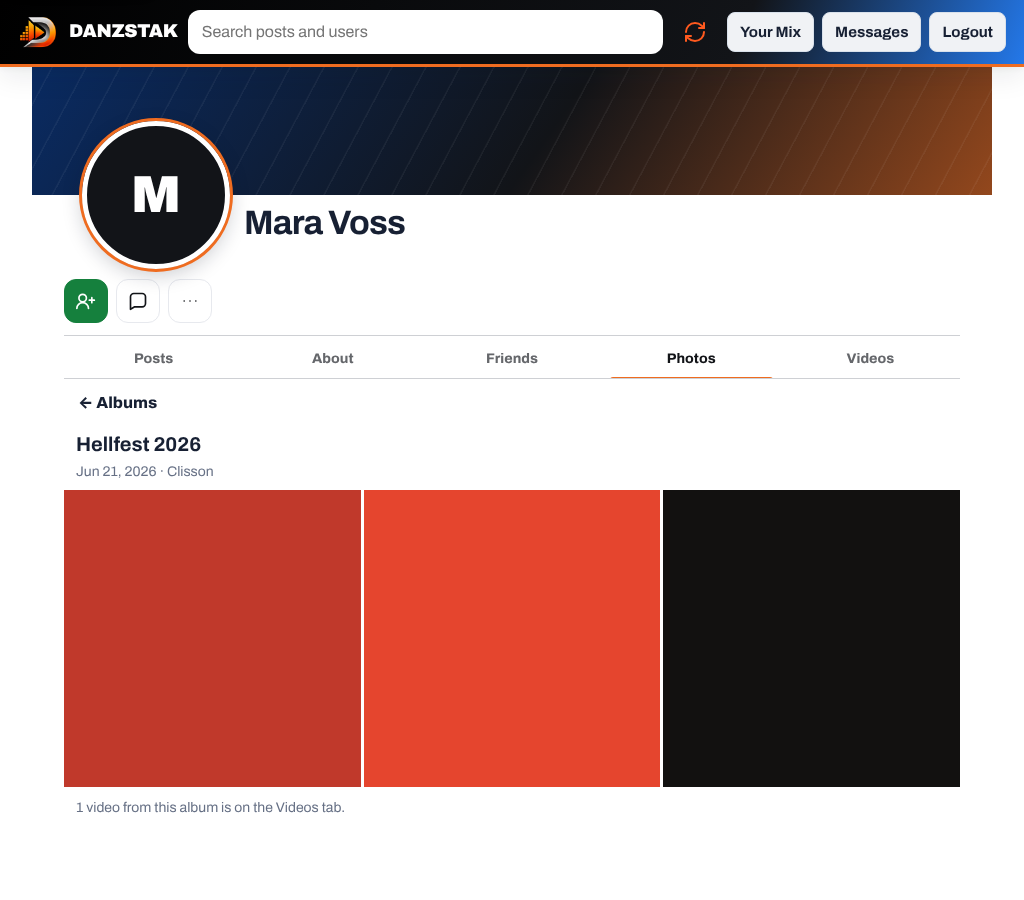 DANZSTAK
Search posts and users
Your Mix
Messages
Logout
M
Mara Voss
Posts
About
Friends
Photos
Videos
← Albums
Hellfest 2026
Jun 21, 2026 · Clisson
1 video from this album is on the Videos tab.